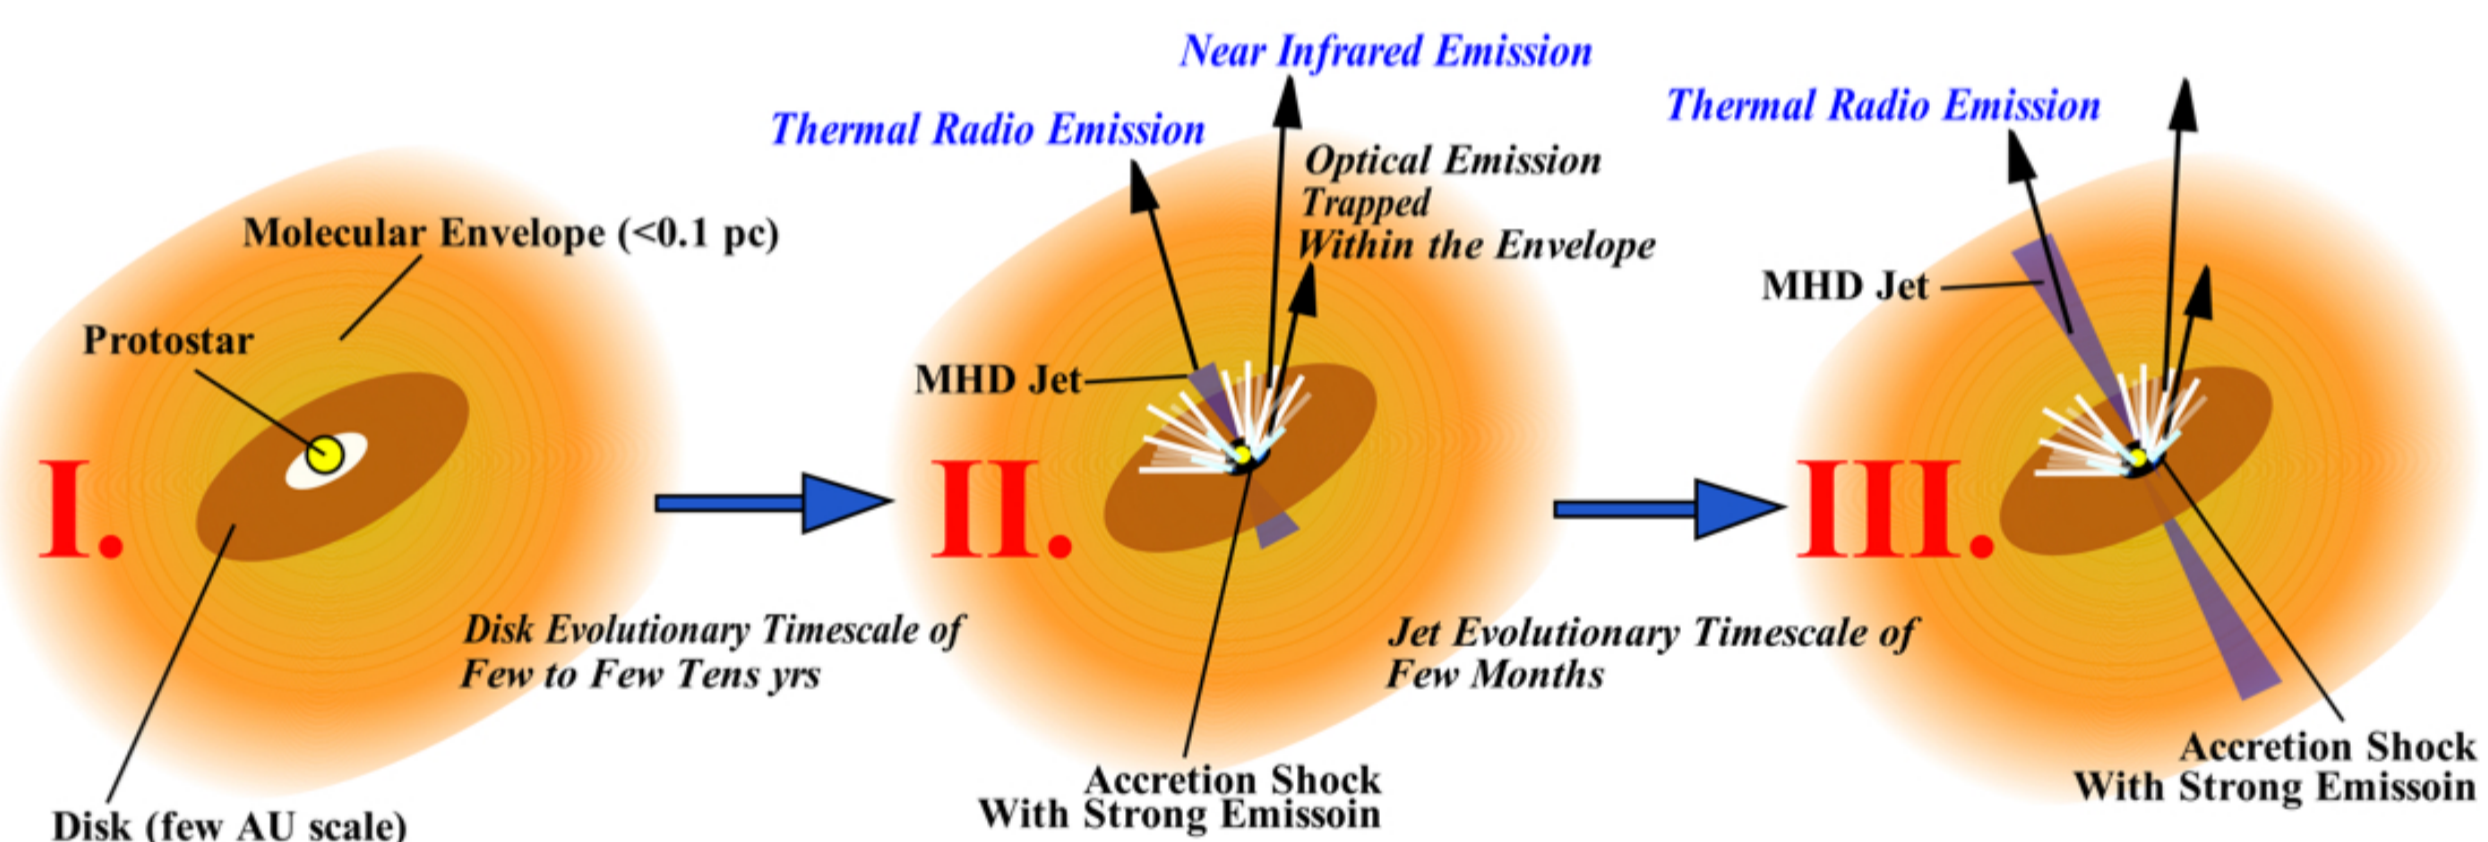 Molecular Envelope (<0.1 pc)
Protostar
I.
Disk (few AU scale)
Disk Evolutionary Timescale of
Few to Few Tens yrs
Near Infrared Emission
Thermal Radio Emission
Optical Emission
Trapped
Within the Envelope
MHD Jet
II.
Accretion Shock
With Strong Emissoin
Jet Evolutionary Timescale of
Few Months
Thermal Radio Emission
MHD Jet
III.
Accretion Shock
With Strong Emissoin